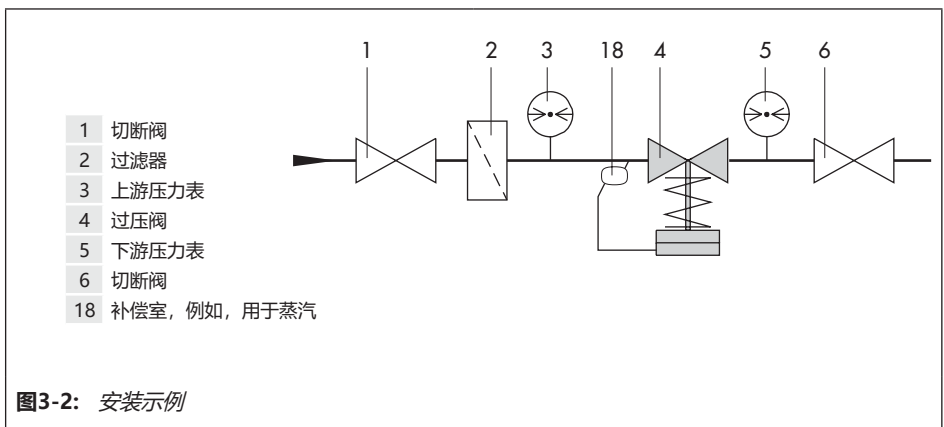 1 2 3 18 4 5 6
1 切断阀
2 过滤器
3 上游压力表
4 过压阀
5 下游压力表
6 切断阀
18 补偿室，例如，用于蒸汽
图3-2: 安装示例